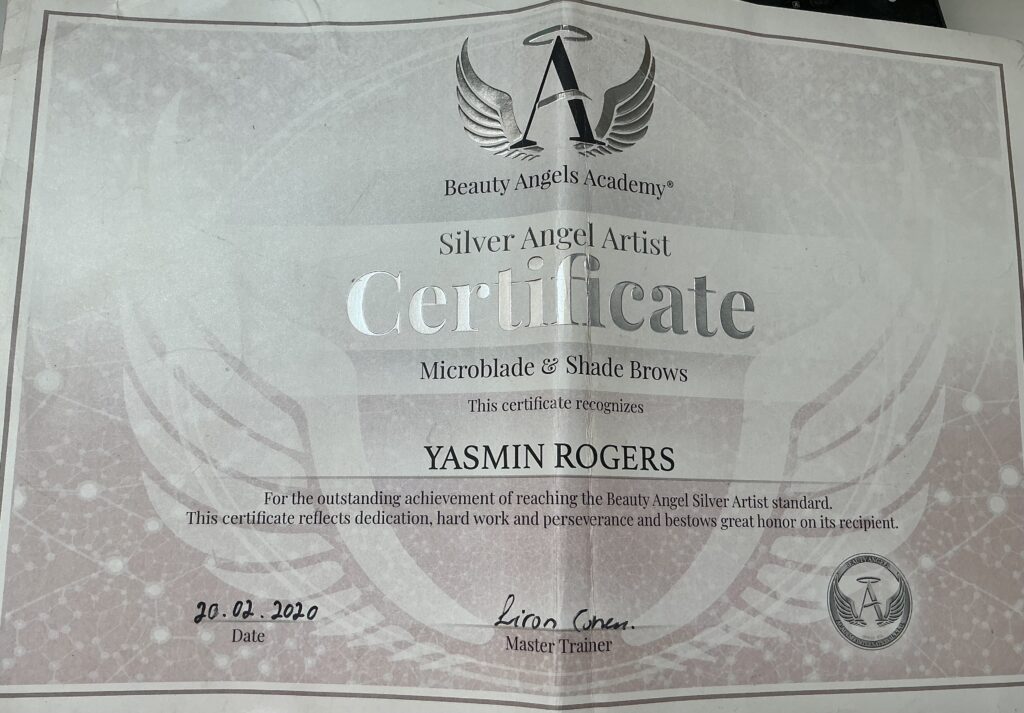 A
Beauty Angels Academy®
Silver Angel Artist
Certificate
Microblade & Shade Brows
This certificate recognizes
YASMIN ROGERS
For the outstanding achievement of reaching the Beauty Angel Silver Artist standard.
This certificate reflects dedication, hard work and perseverance and bestows great honor on its recipient.
20.02.2020
Date
Liron Cohen.
Master Trainer
BEAUTY ANGELS
A